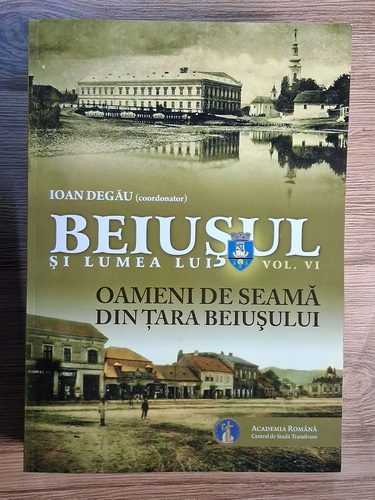 IOAN DEGĂU (coordonator)
BEIUȘUL
ȘI LUMEA LUI VOL. VI
OAMENI DE SEAMĂ
DIN ȚARA BEIUȘULUI
ACADEMIA ROMÂNĂ
Centrul de Studii Transilvane